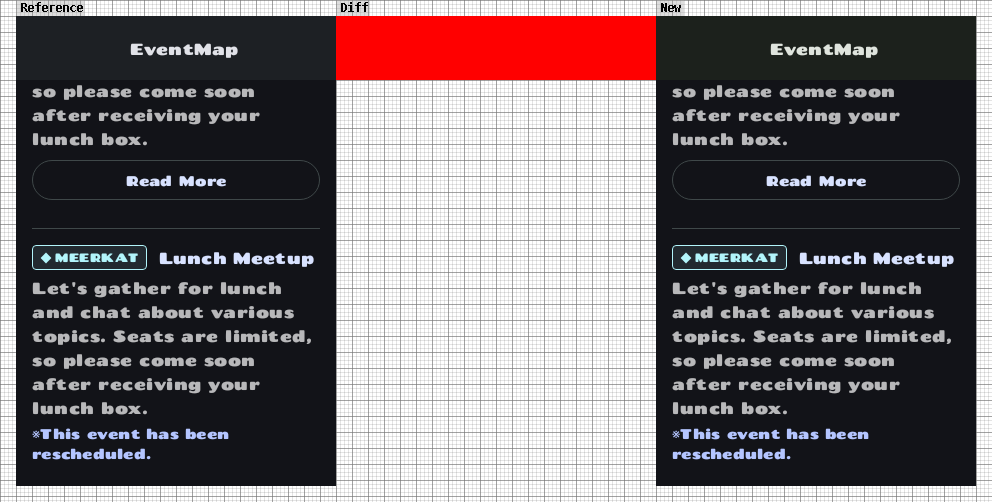 Reference
Diff
New
EventMap
so please come soon
after receiving your
lunch box.
Read More
◆MEERKAT Lunch Meetup
Let's gather for lunch
and chat about various
topics. Seats are limited,
so please come soon
after receiving your
lunch box.
※This event has been
rescheduled.
EventMap
so please come soon
after receiving your
lunch box.
Read More
◆MEERKAT Lunch Meetup
Let's gather for lunch
and chat about various
topics. Seats are limited,
so please come soon
after receiving your
lunch box.
※This event has been
rescheduled.